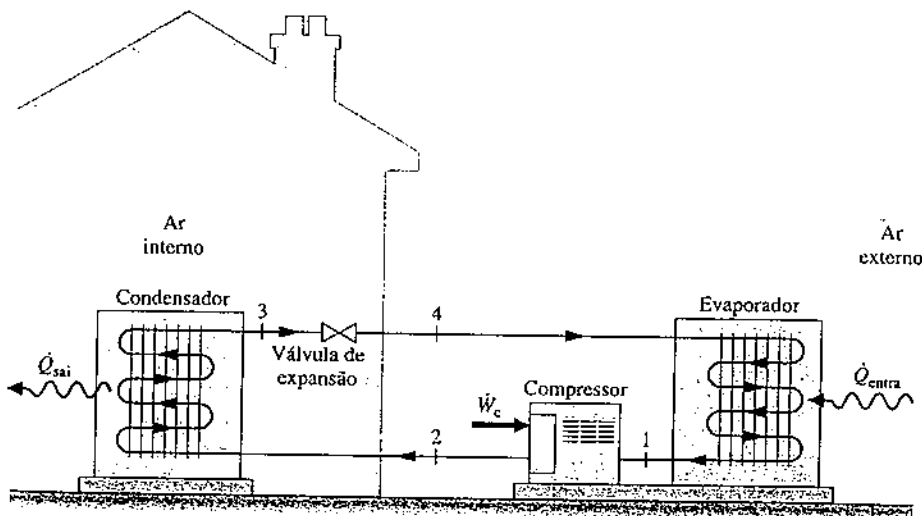 Ar
interno
Ar
externo
Condensador
3
4
Evaporador
Válvula de
expansão
Q̇sai
Q̇entra
Compressor
Ẇc
2
1